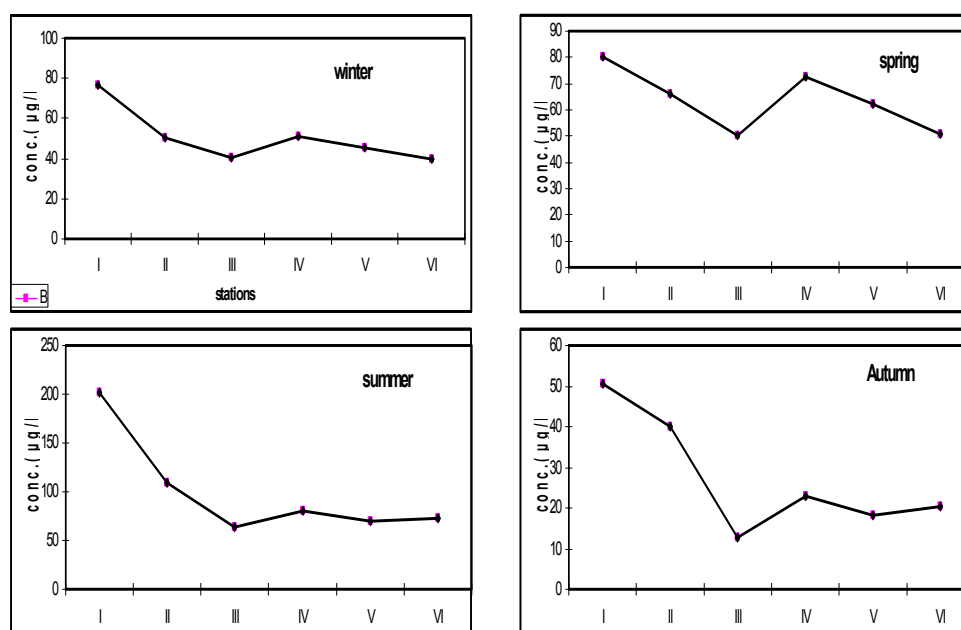 winter
conc.( µg/l
100
80
60
40
20
0
I II III IV V VI
B
stations
spring
conc.( µg/l
90
80
70
60
50
40
30
20
10
0
I II III IV V VI
summer
conc.( µg/l
250
200
150
100
50
0
I II III IV V VI
Autumn
conc.( µg/l
60
50
40
30
20
10
0
I II III IV V VI